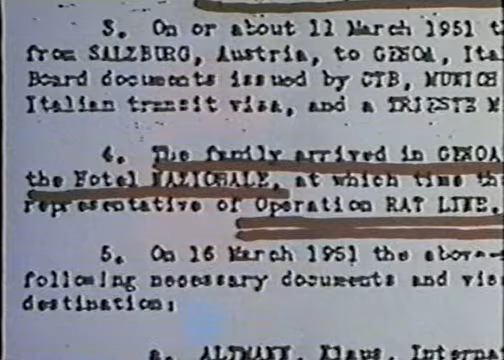 3. On or about 11 March 1951 t
from SALZBURG, Austria, to GENOA, Ita
Board documents issued by CTB, MUNICH
Italian transit visa, and a TRIESTE M
4. The family arrived in GENOA
the Hotel NAZIONALE, at which time th
representative of Operation RAT LINE,
5. On 16 March 1951 the above-
following necessary documents and vis
destination:
a. ALTMANN, Klaus, Interna